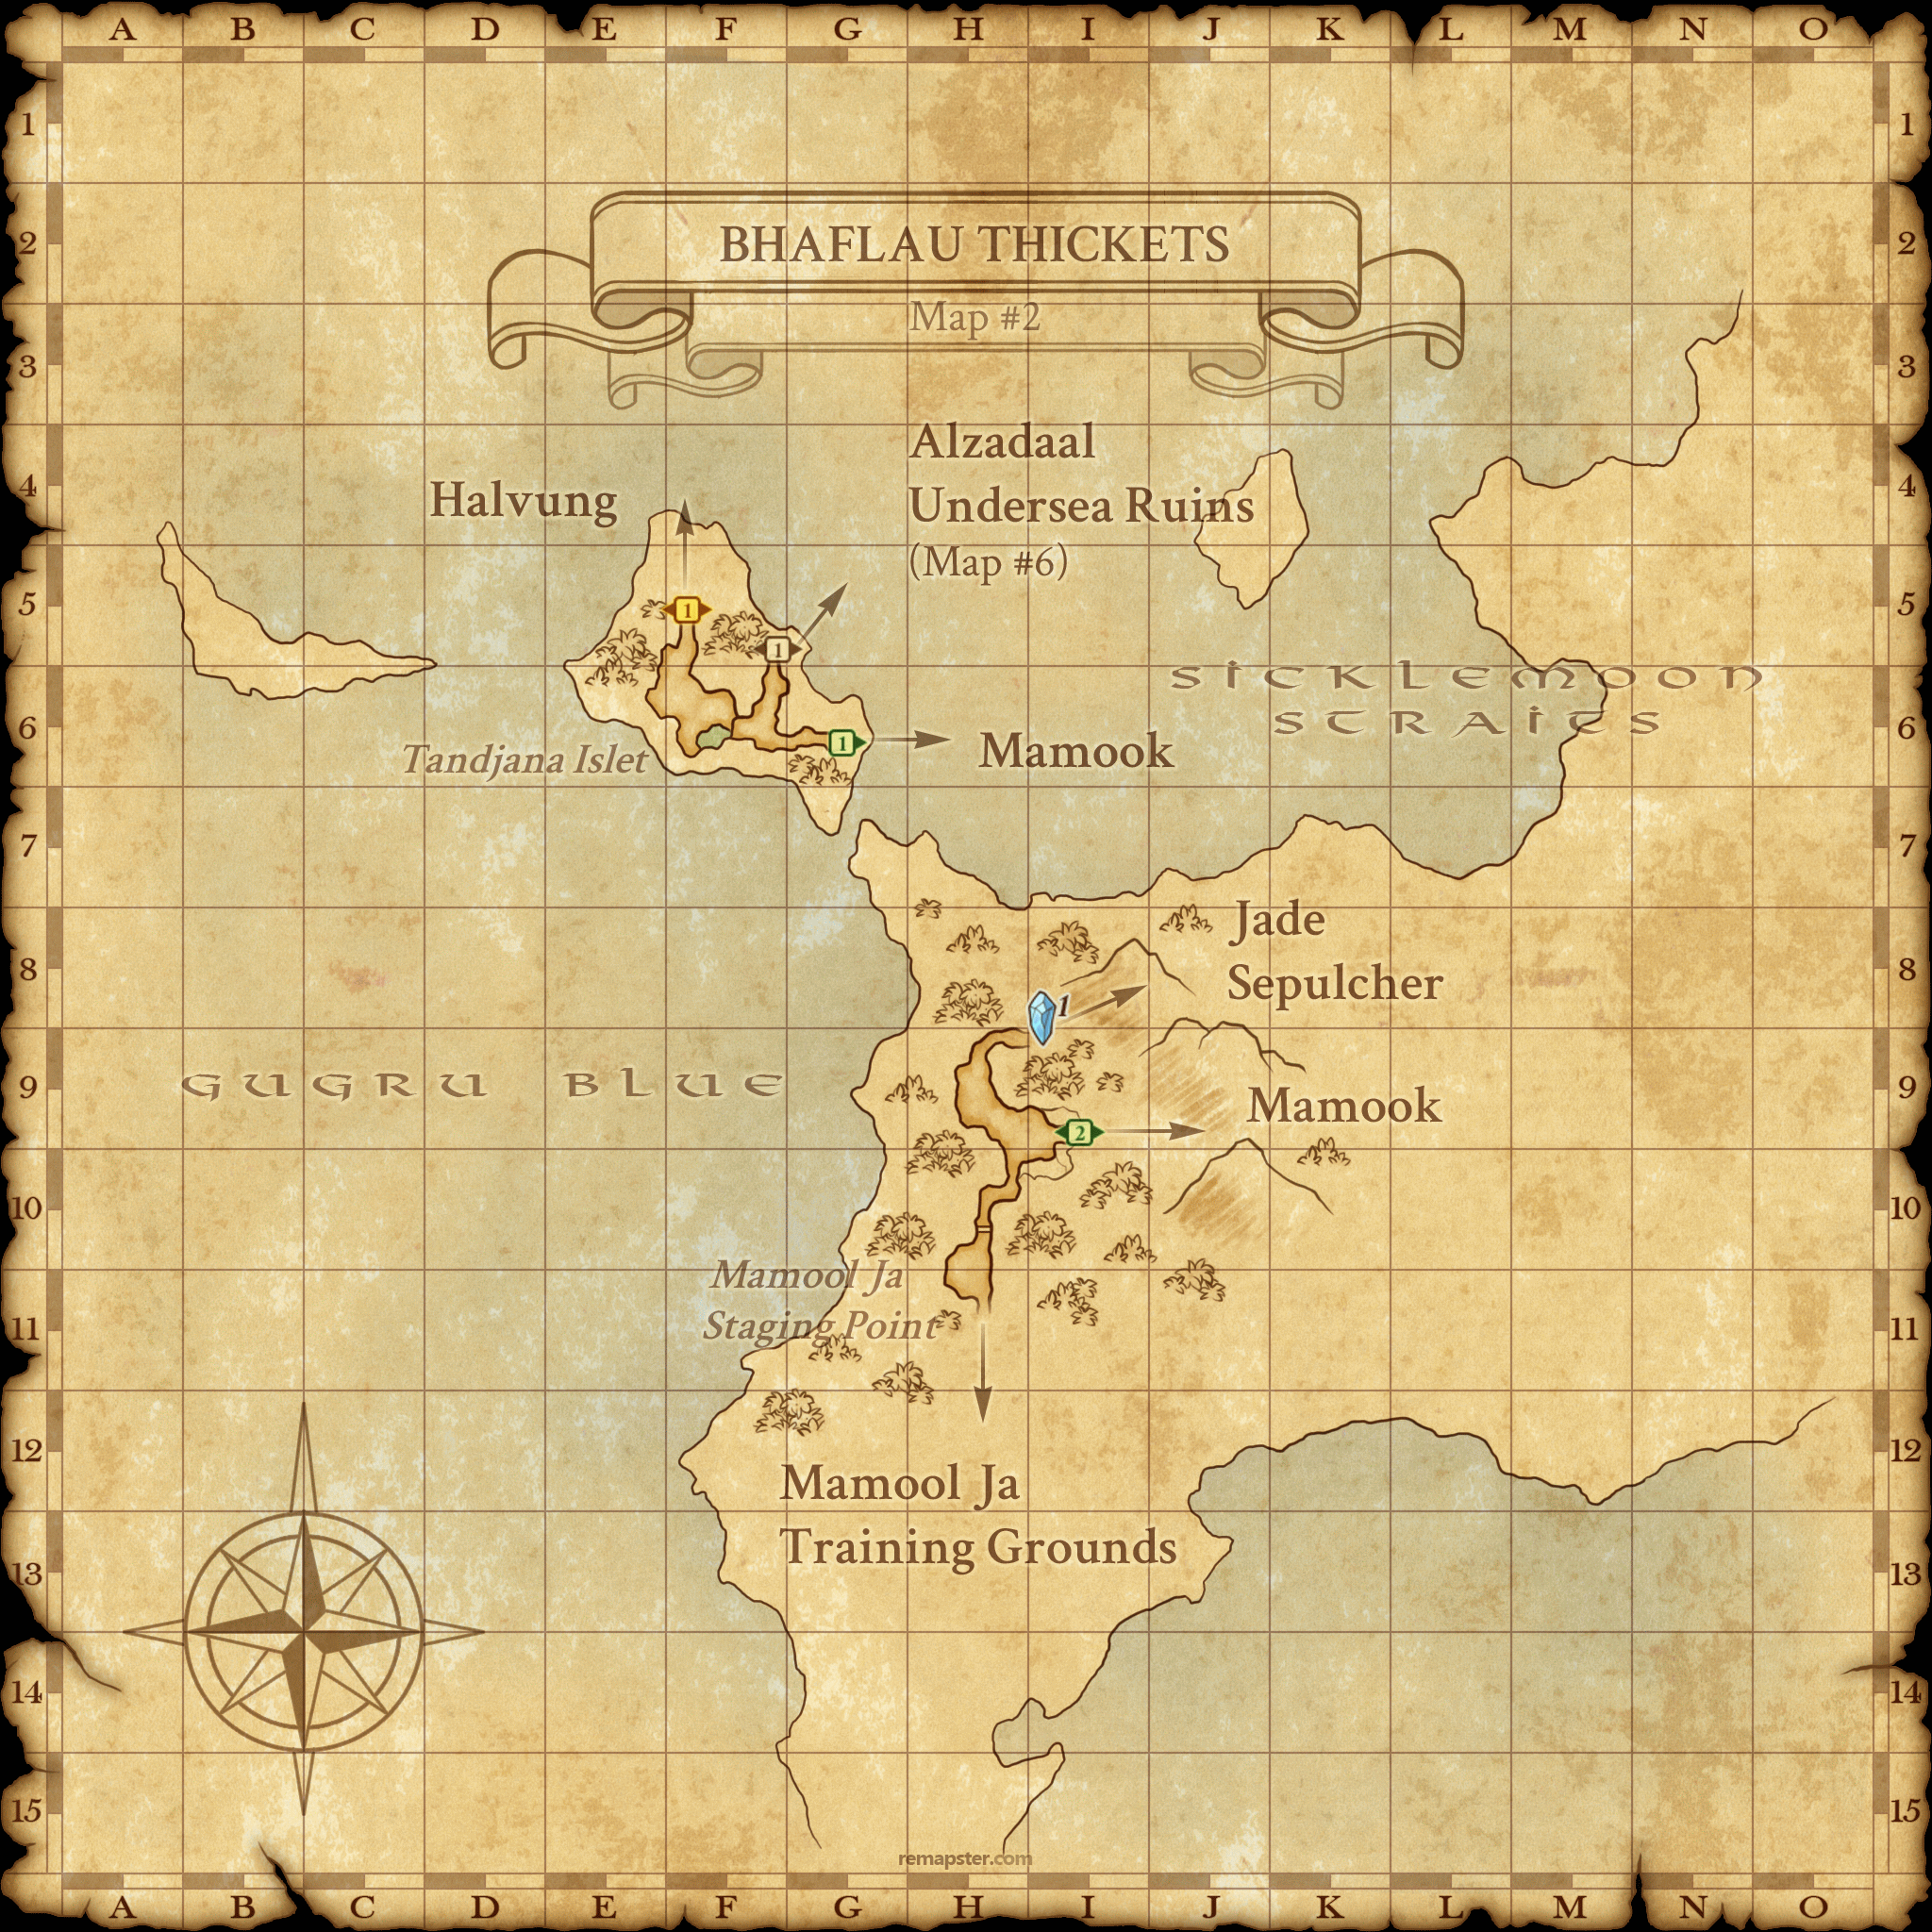 A B C D E F G H I J K L M N O
1 1
2 2
BHAFLAU THICKETS
Map #2
3 3
Alzadaal
Undersea Ruins
(Map #6)
Halvung
4 4
5 5
1
1
SICKLEMOON
STRAITS
6 6
1
Mamook
Tandjana Islet
7 7
Jade
Sepulcher
8 8
1
GUGRU BLUE
9 9
Mamook
2
10 10
Mamool Ja
Staging Point
11 11
12 12
Mamool Ja
Training Grounds
13 13
14 14
15 15
remapster.com
A B C D E F G H I J K L M N O